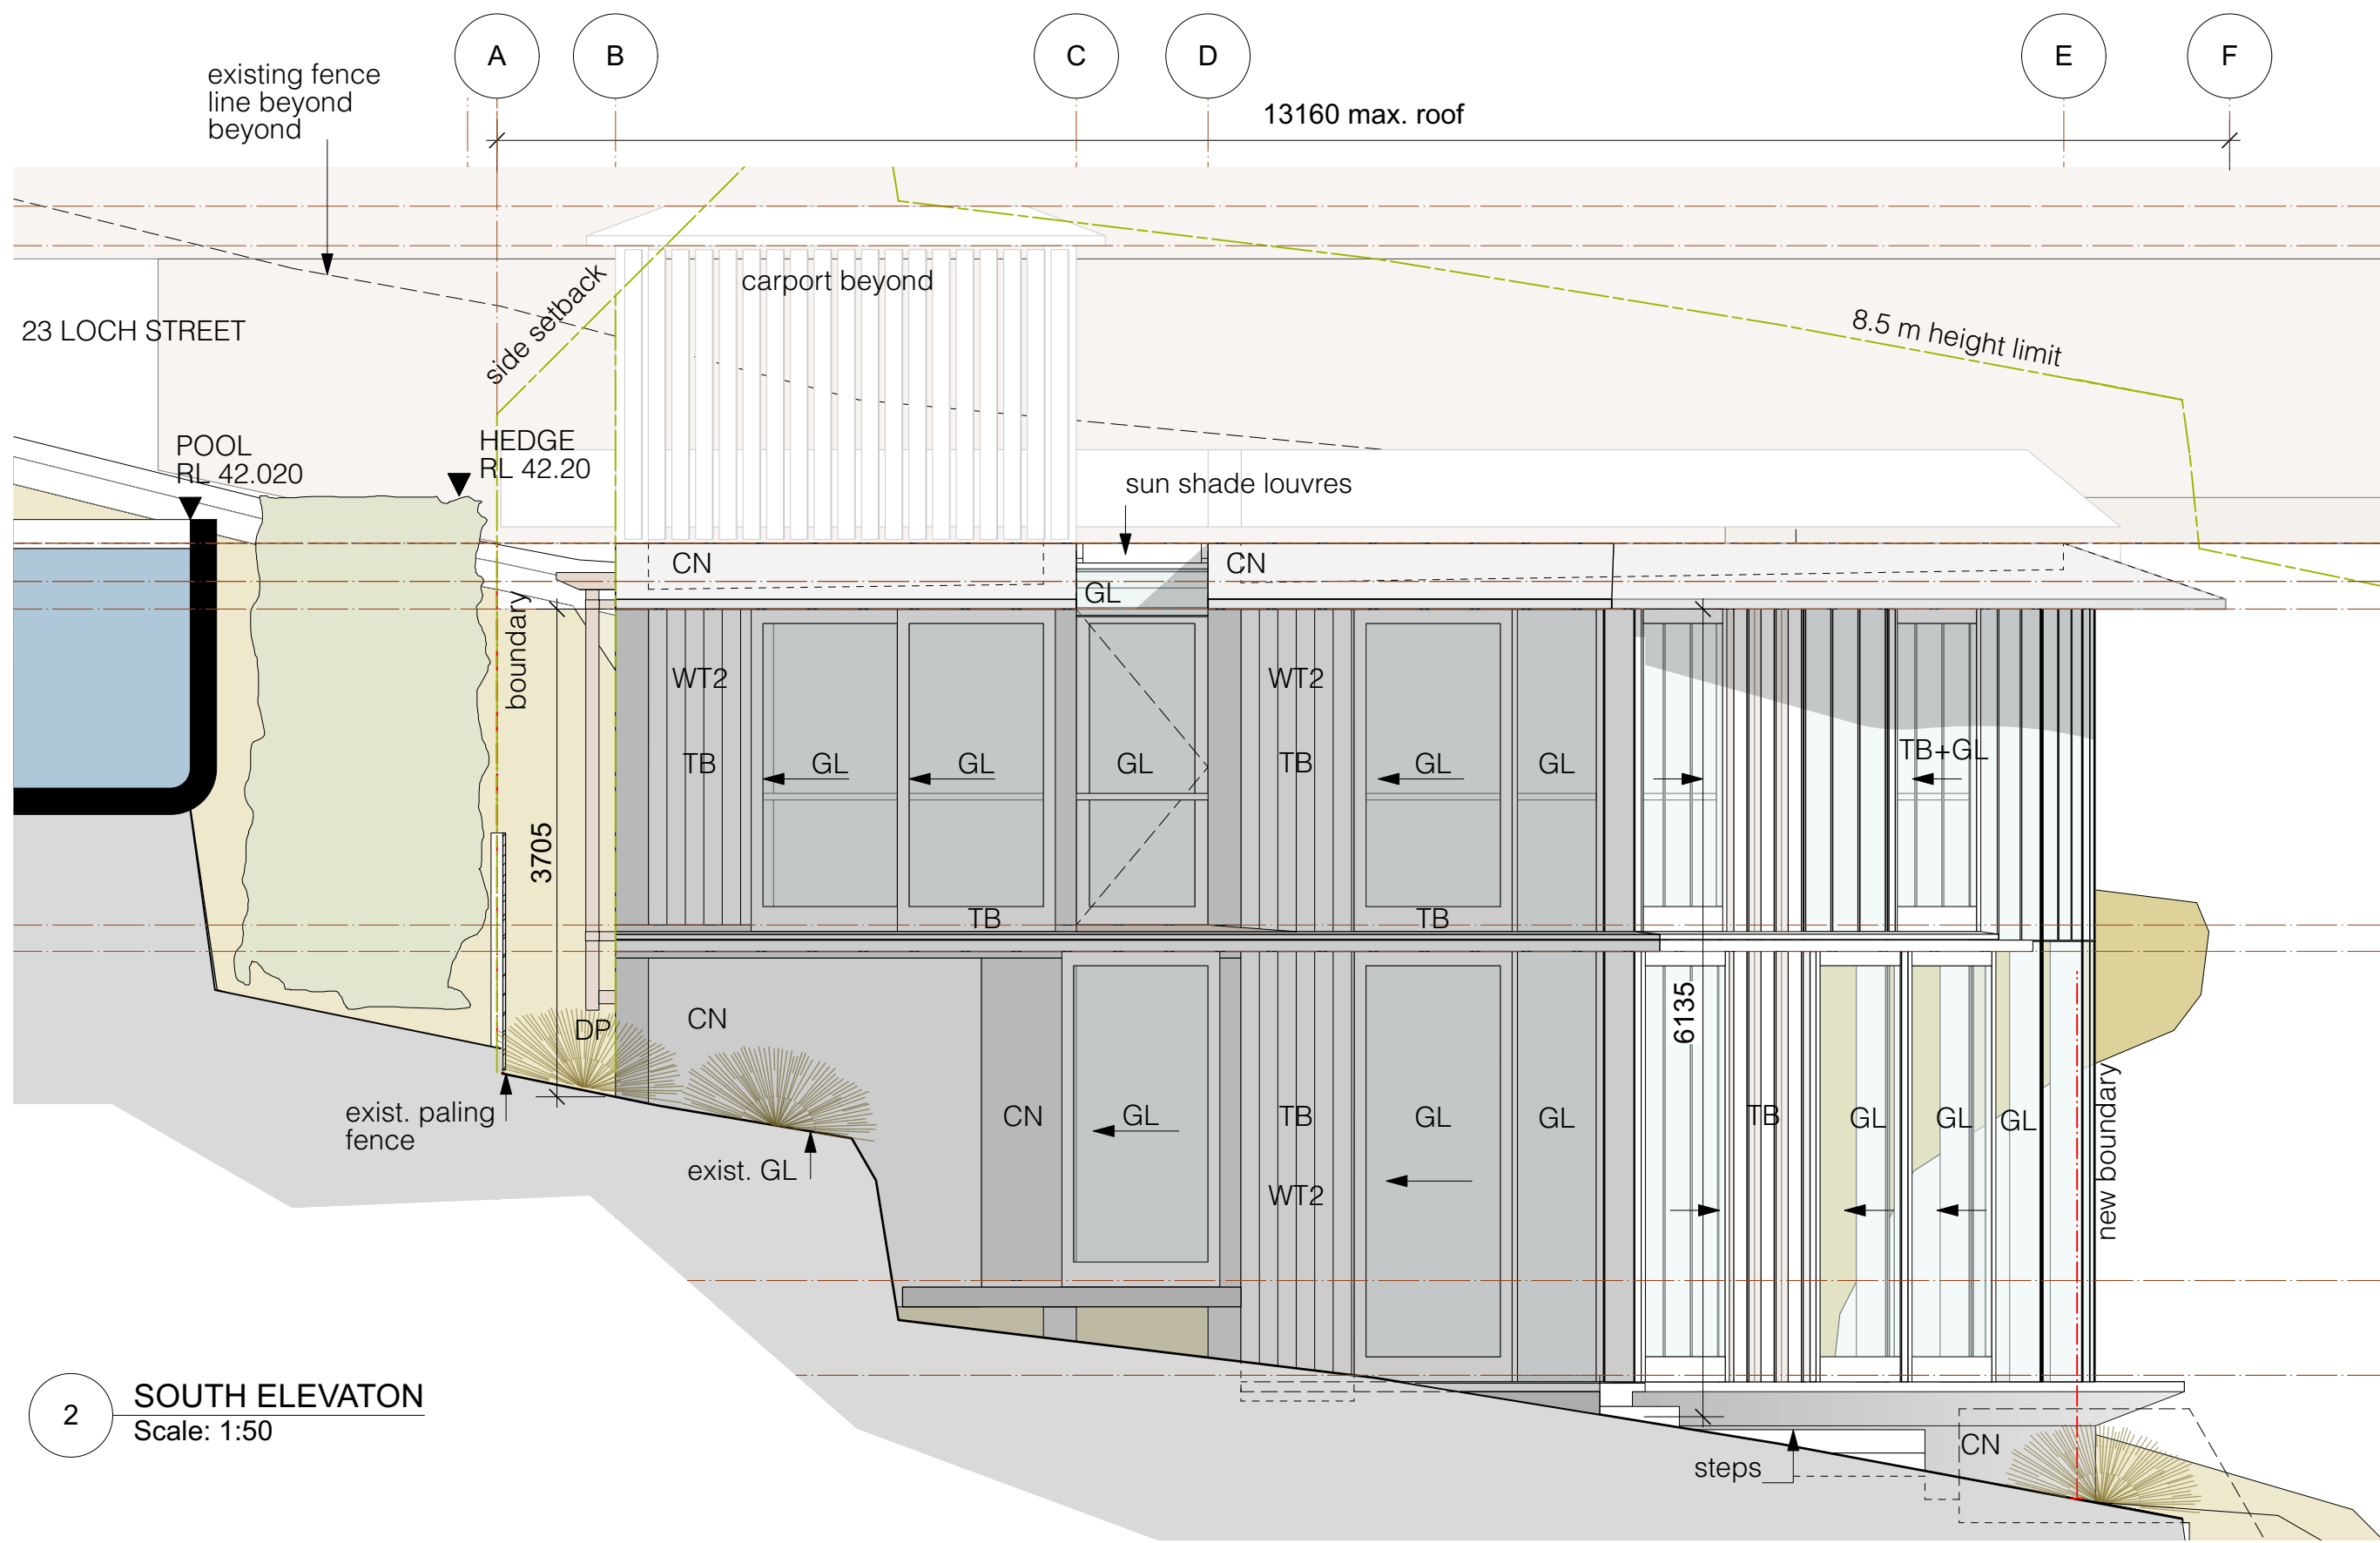 A
B
C
D
E
F
existing fence
line beyond
beyond
13160 max. roof
carport beyond
side setback
23 LOCH STREET
8.5 m height limit
POOL
RL 42.020
HEDGE
RL 42.20
sun shade louvres
CN
CN
GL
boundary
WT2
WT2
TB
GL
GL
GL
TB
GL
GL
TB+GL
3705
TB
TB
CN
DP
6135
exist. paling
fence
CN
GL
TB
GL
GL
TB
GL
GL
GL
new boundary
exist. GL
WT2
2
SOUTH ELEVATON
Scale: 1:50
CN
steps